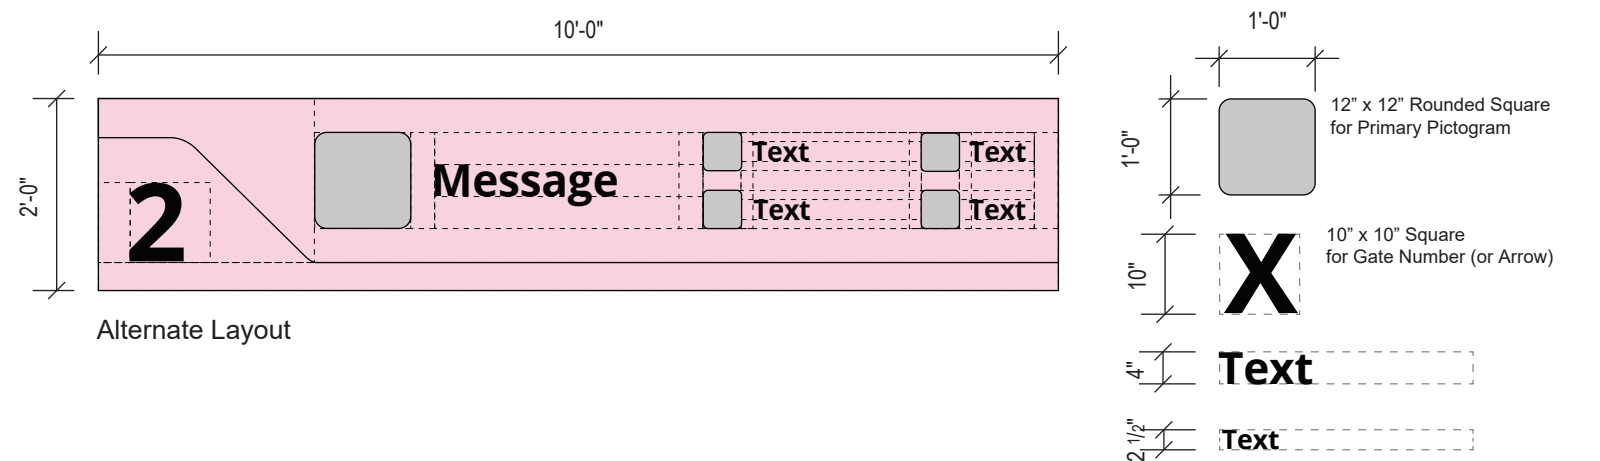 10'-0"
1'-0"
2'-0"
2
Message
Text
Text
Text
Text
Alternate Layout
1'-0"
12” x 12” Rounded Square
for Primary Pictogram
10"
X
10” x 10” Square
for Gate Number (or Arrow)
4"
Text
2 1/2"
Text